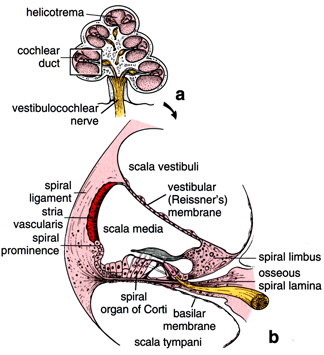 helicotrema
cochlear
duct
vestibulocochlear
nerve
a
scala vestibuli
spiral
ligament
stria
vascularis
spiral
prominence
vestibular
(Reissner's)
membrane
scala media
spiral limbus
osseous
spiral lamina
spiral
organ of Corti
basilar
membrane
scala tympani
b